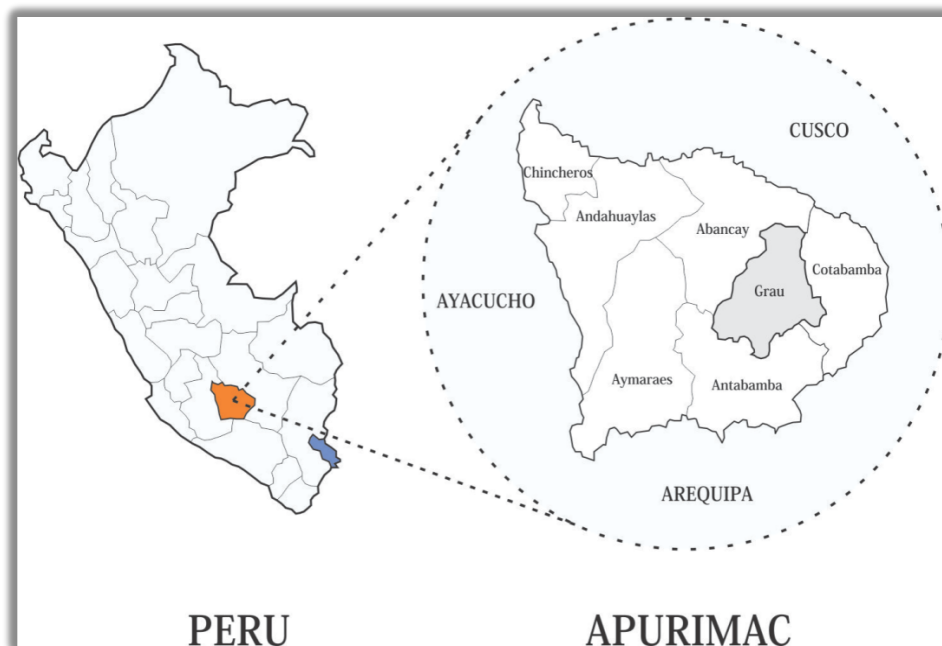 CUSCO
Chincheros
Andahuaylas
Abancay
Cotabamba
Grau
AYACUCHO
Aymaraes
Antabamba
AREQUIPA
PERU
APURIMAC